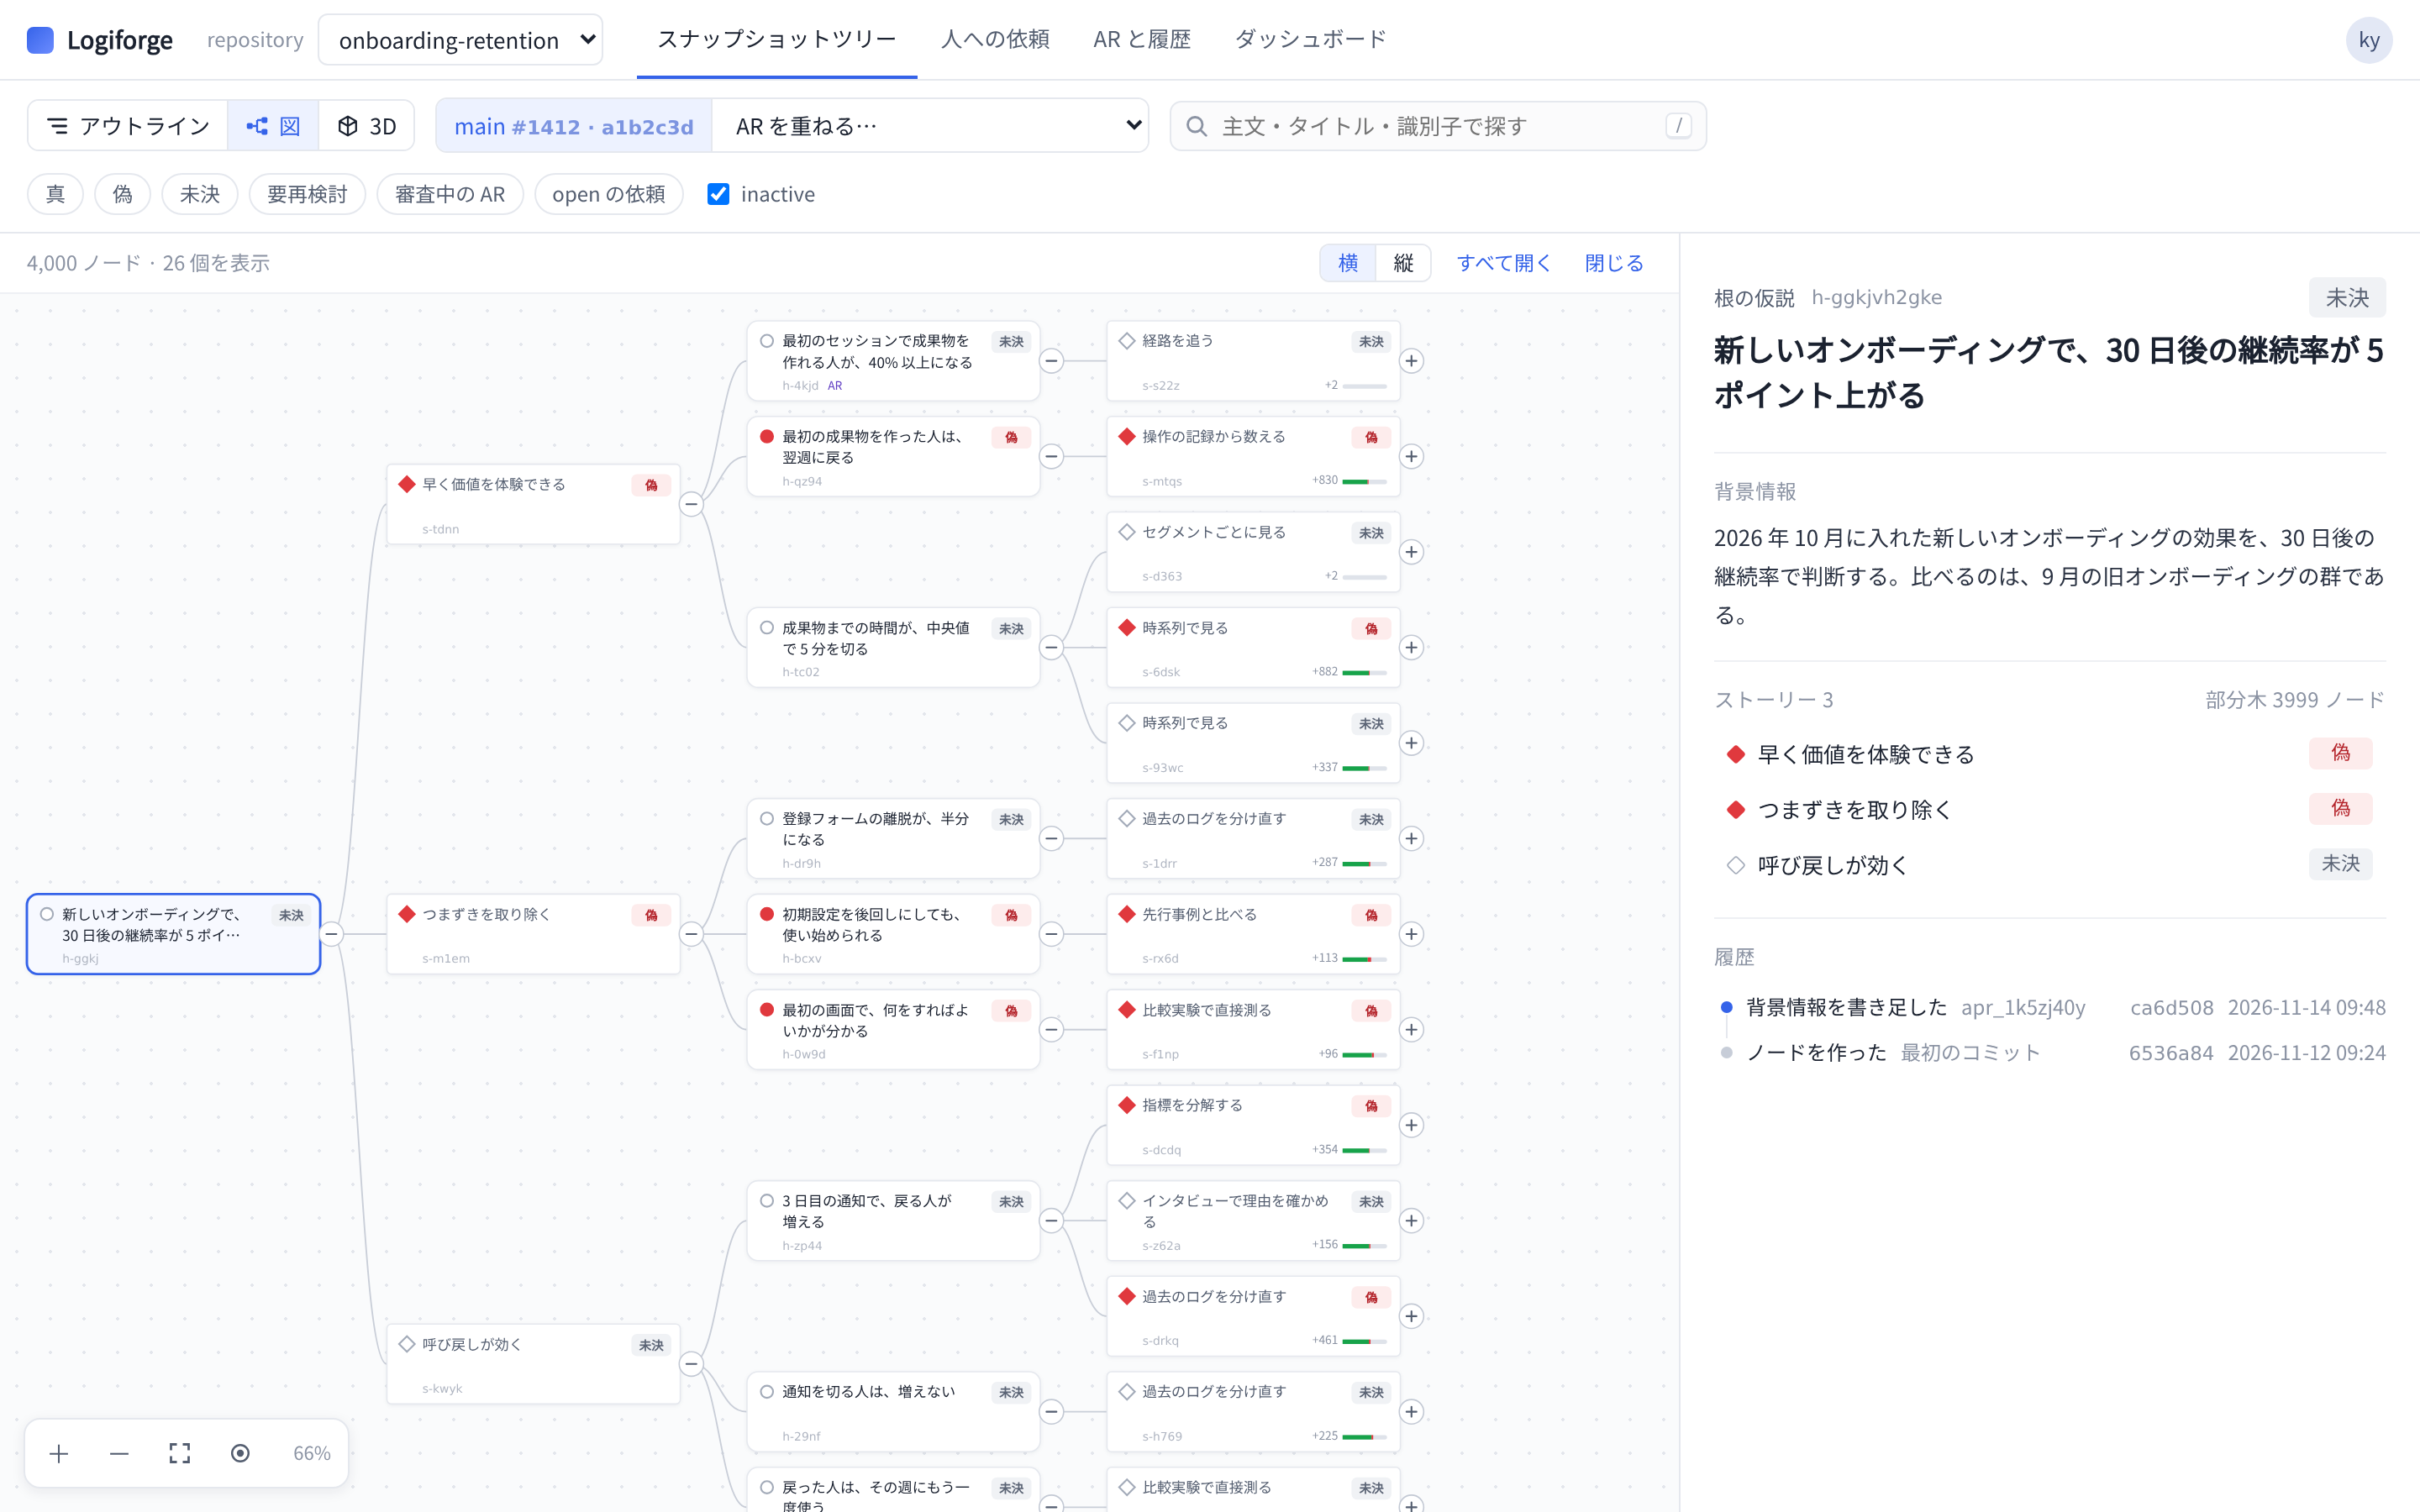 Logiforge
repository
onboarding-retention
スナップショットツリー
人への依頼
AR と履歴
ダッシュボード
ky
アウトライン
図
3D
main #1412 · a1b2c3d
AR を重ねる…
主文・タイトル・識別子で探す
/
真
偽
未決
要再検討
審査中の AR
open の依頼
inactive
4,000 ノード · 26 個を表示
横
縦
すべて開く
閉じる
新しいオンボーディングで、
30 日後の継続率が 5 ポイ…
未決
h-ggkj
早く価値を体験できる
偽
s-tdnn
つまずきを取り除く
偽
s-m1em
呼び戻しが効く
未決
s-kwyk
最初のセッションで成果物を
作れる人が、40% 以上になる
未決
h-4kjd AR
最初の成果物を作った人は、
翌週に戻る
偽
h-qz94
成果物までの時間が、中央値
で 5 分を切る
未決
h-tc02
登録フォームの離脱が、半分
になる
未決
h-dr9h
初期設定を後回しにしても、
使い始められる
偽
h-bcxv
最初の画面で、何をすればよ
いかが分かる
偽
h-0w9d
3 日目の通知で、戻る人が
増える
未決
h-zp44
通知を切る人は、増えない
未決
h-29nf
戻った人は、その週にもう一
度使う
未決
経路を追う
未決
s-s22z
+2
操作の記録から数える
偽
s-mtqs
+830
セグメントごとに見る
未決
s-d363
+2
時系列で見る
偽
s-6dsk
+882
時系列で見る
未決
s-93wc
+337
過去のログを分け直す
未決
s-1drr
+287
先行事例と比べる
偽
s-rx6d
+113
比較実験で直接測る
偽
s-f1np
+96
指標を分解する
偽
s-dcdq
+354
インタビューで理由を確かめ
る
未決
s-z62a
+156
過去のログを分け直す
偽
s-drkq
+461
過去のログを分け直す
未決
s-h769
+225
比較実験で直接測る
未決
66%
根の仮説 h-ggkjvh2gke
未決
新しいオンボーディングで、30 日後の継続率が 5
ポイント上がる
背景情報
2026 年 10 月に入れた新しいオンボーディングの効果を、30 日後の
継続率で判断する。比べるのは、9 月の旧オンボーディングの群であ
る。
ストーリー 3
部分木 3999 ノード
早く価値を体験できる
偽
つまずきを取り除く
偽
呼び戻しが効く
未決
履歴
背景情報を書き足した apr_1k5zj40y ca6d508 2026-11-14 09:48
ノードを作った 最初のコミット 6536a84 2026-11-12 09:24